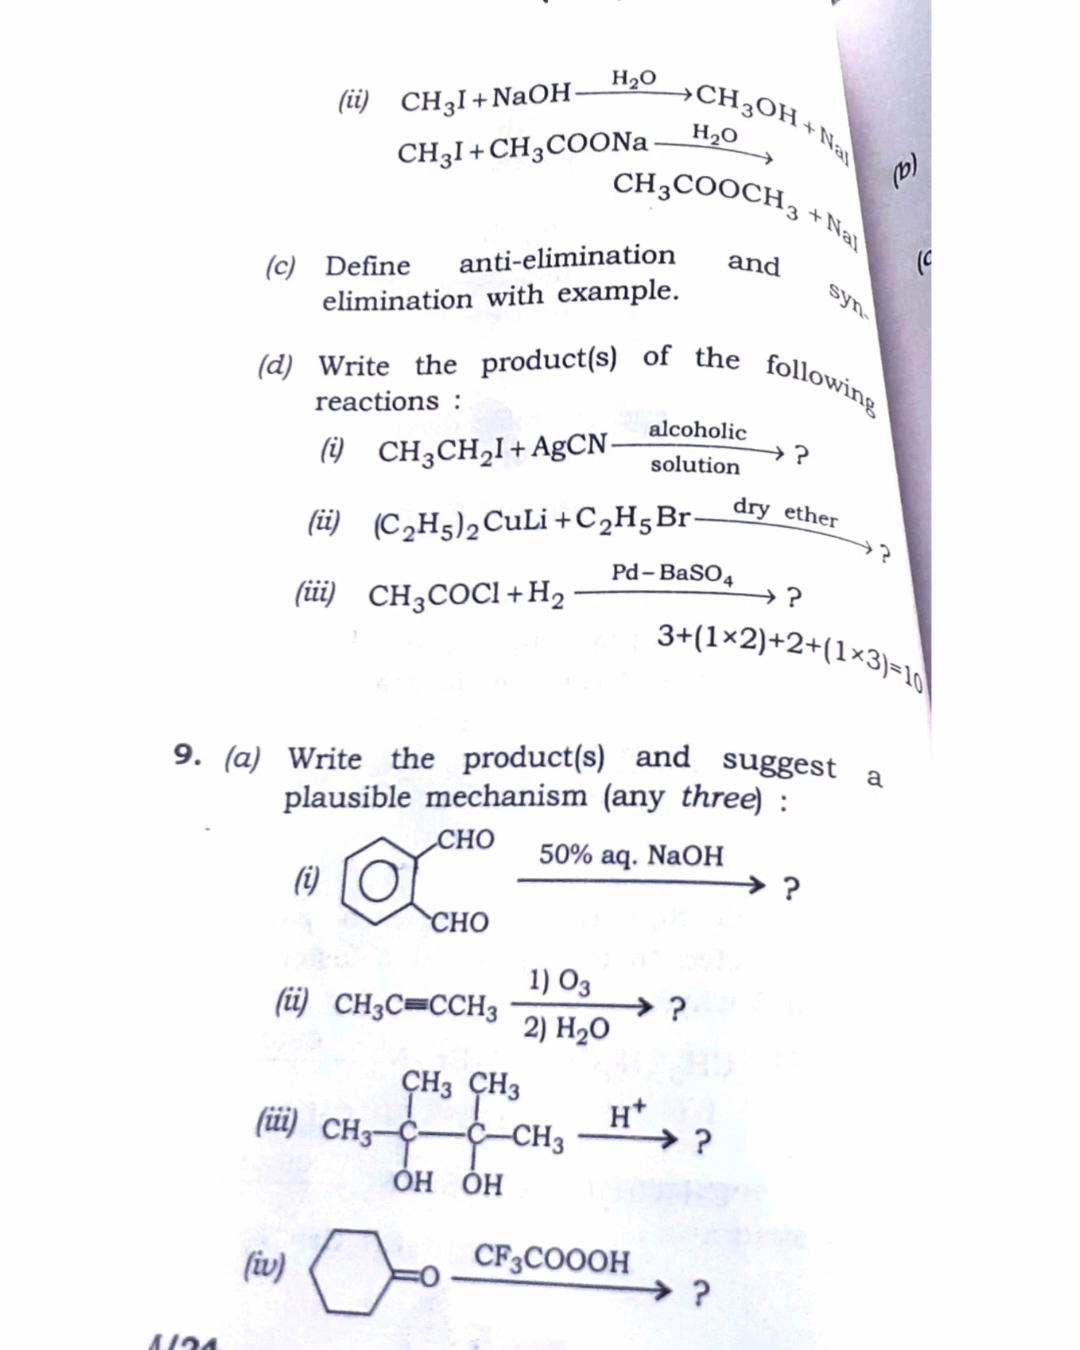 (ii) CH₃I + NaOH —H₂O→ CH₃OH + NaI
CH₃I + CH₃COONa —H₂O→
CH₃COOCH₃ + NaI
(b)
(c) Define anti-elimination and syn-
elimination with example.
(d) Write the product(s) of the following
reactions :
(i) CH₃CH₂I + AgCN —alcoholic solution→ ?
(ii) (C₂H₅)₂CuLi + C₂H₅Br —dry ether→ ?
(iii) CH₃COCl + H₂ —Pd–BaSO₄→ ?
3+(1×2)+2+(1×3)=10
9. (a) Write the product(s) and suggest a
plausible mechanism (any three) :
(i) CHO CHO —50% aq. NaOH→ ?
(ii) CH₃C≡CCH₃ —1) O₃ 2) H₂O→ ?
CH₃ CH₃
(iii) CH₃–C–C–CH₃ —H⁺→ ?
OH OH
(iv) =O —CF₃COOOH→ ?